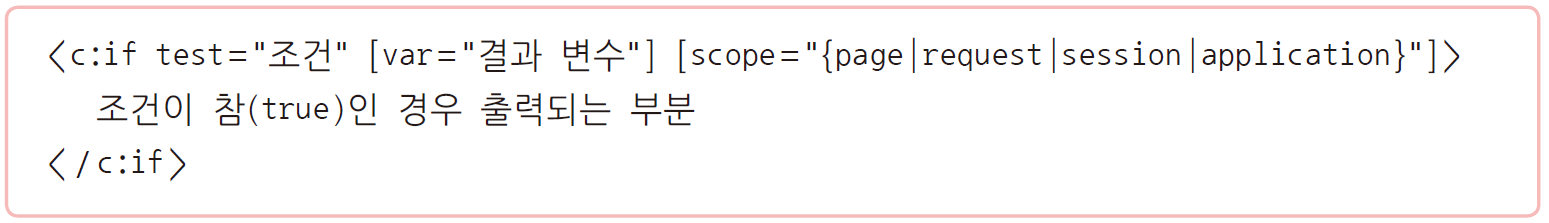 <c:if test="조건" [var="결과 변수"] [scope="{page|request|session|application}"]>
조건이 참(true)인 경우 출력되는 부분
</c:if>